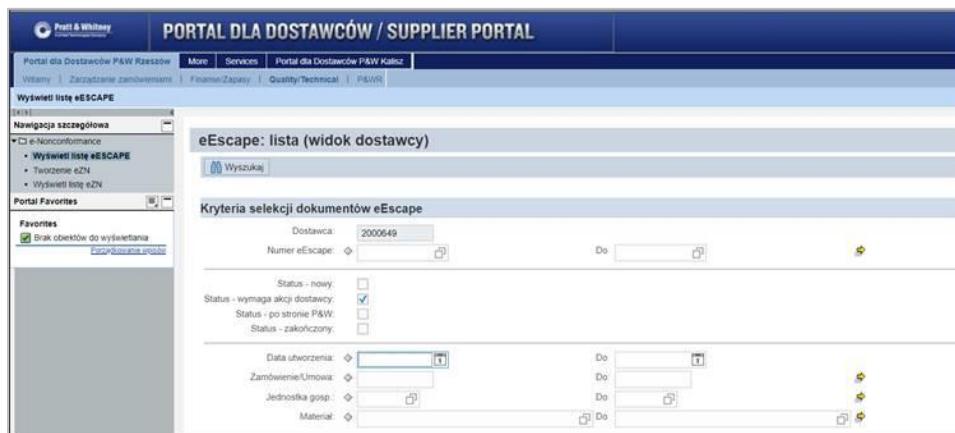 Pratt & Whitney
PORTAL DLA DOSTAWCÓW / SUPPLIER PORTAL
Portal dla Dostawców P&W Rzeszów More Services Portal dla Dostawców P&W Kalisz
Witamy | Zarządzanie zamówieniami | Finanse/Zapasy | Quality/Technical | P&WR
Wyświetl listę eESCAPE
Nawigacja szczegółowa
e-Nonconformance
Wyświetl listę eESCAPE
Tworzenie eZN
Wyświetl listę eZN
Portal Favorites
Favorites
Brak obiektów do wyświetlania
Porządkowanie wpisów
eEscape: lista (widok dostawcy)
Wyszukaj
Kryteria selekcji dokumentów eEscape
Dostawca: 2000649
Numer eEscape: Do
Status - nowy:
Status - wymaga akcji dostawcy:
Status - po stronie P&W:
Status - zakończony:
Data utworzenia: Do
Zamówienie/Umowa: Do
Jednostka gosp.: Do
Materiał: Do